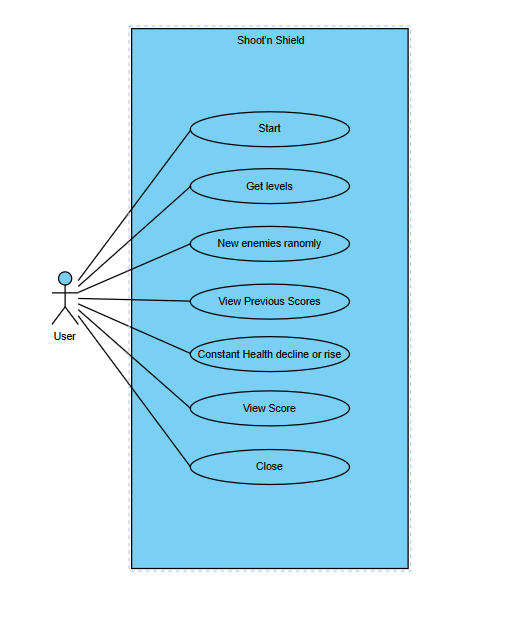 Shoot'n Shield
Start
Get levels
New enemies ranomly
View Previous Scores
User
Constant Health decline or rise
View Score
Close